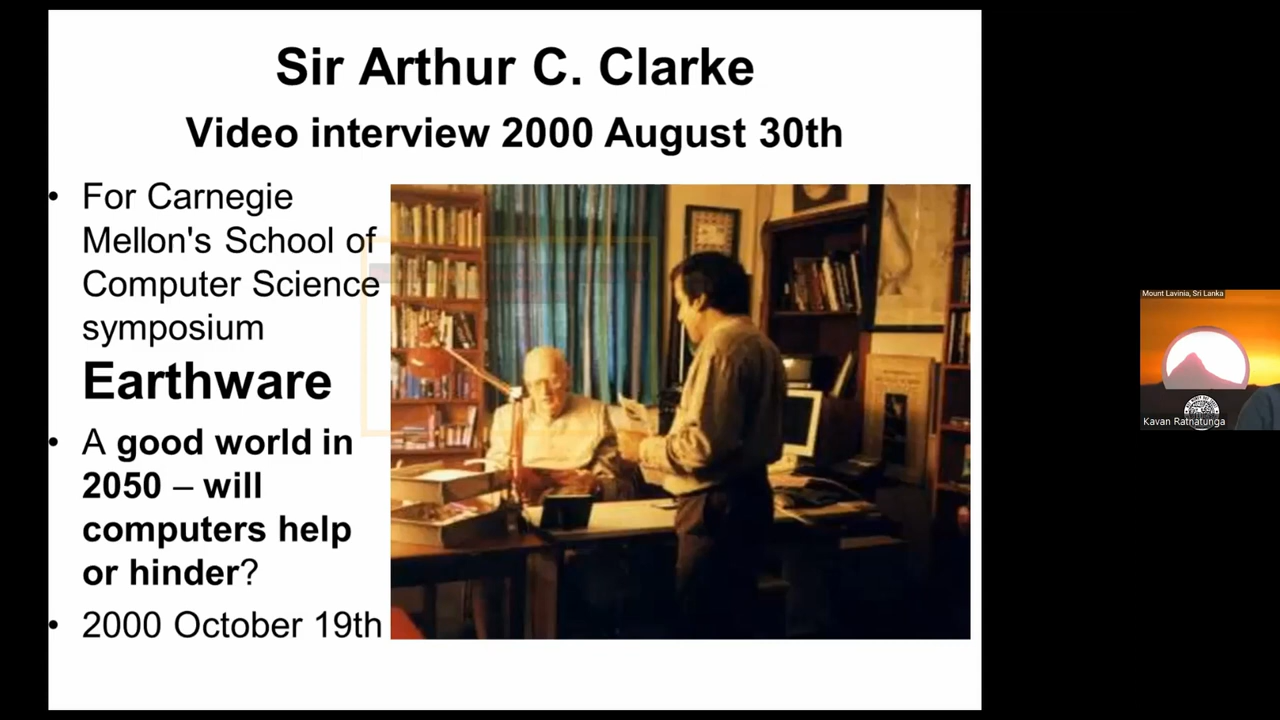 Sir Arthur C. Clarke
Video interview 2000 August 30th
• For Carnegie
Mellon's School of
Computer Science
symposium
Earthware
• A good world in
2050 – will
computers help
or hinder?
• 2000 October 19th
Mount Lavinia, Sri Lanka
Kavan Ratnatunga